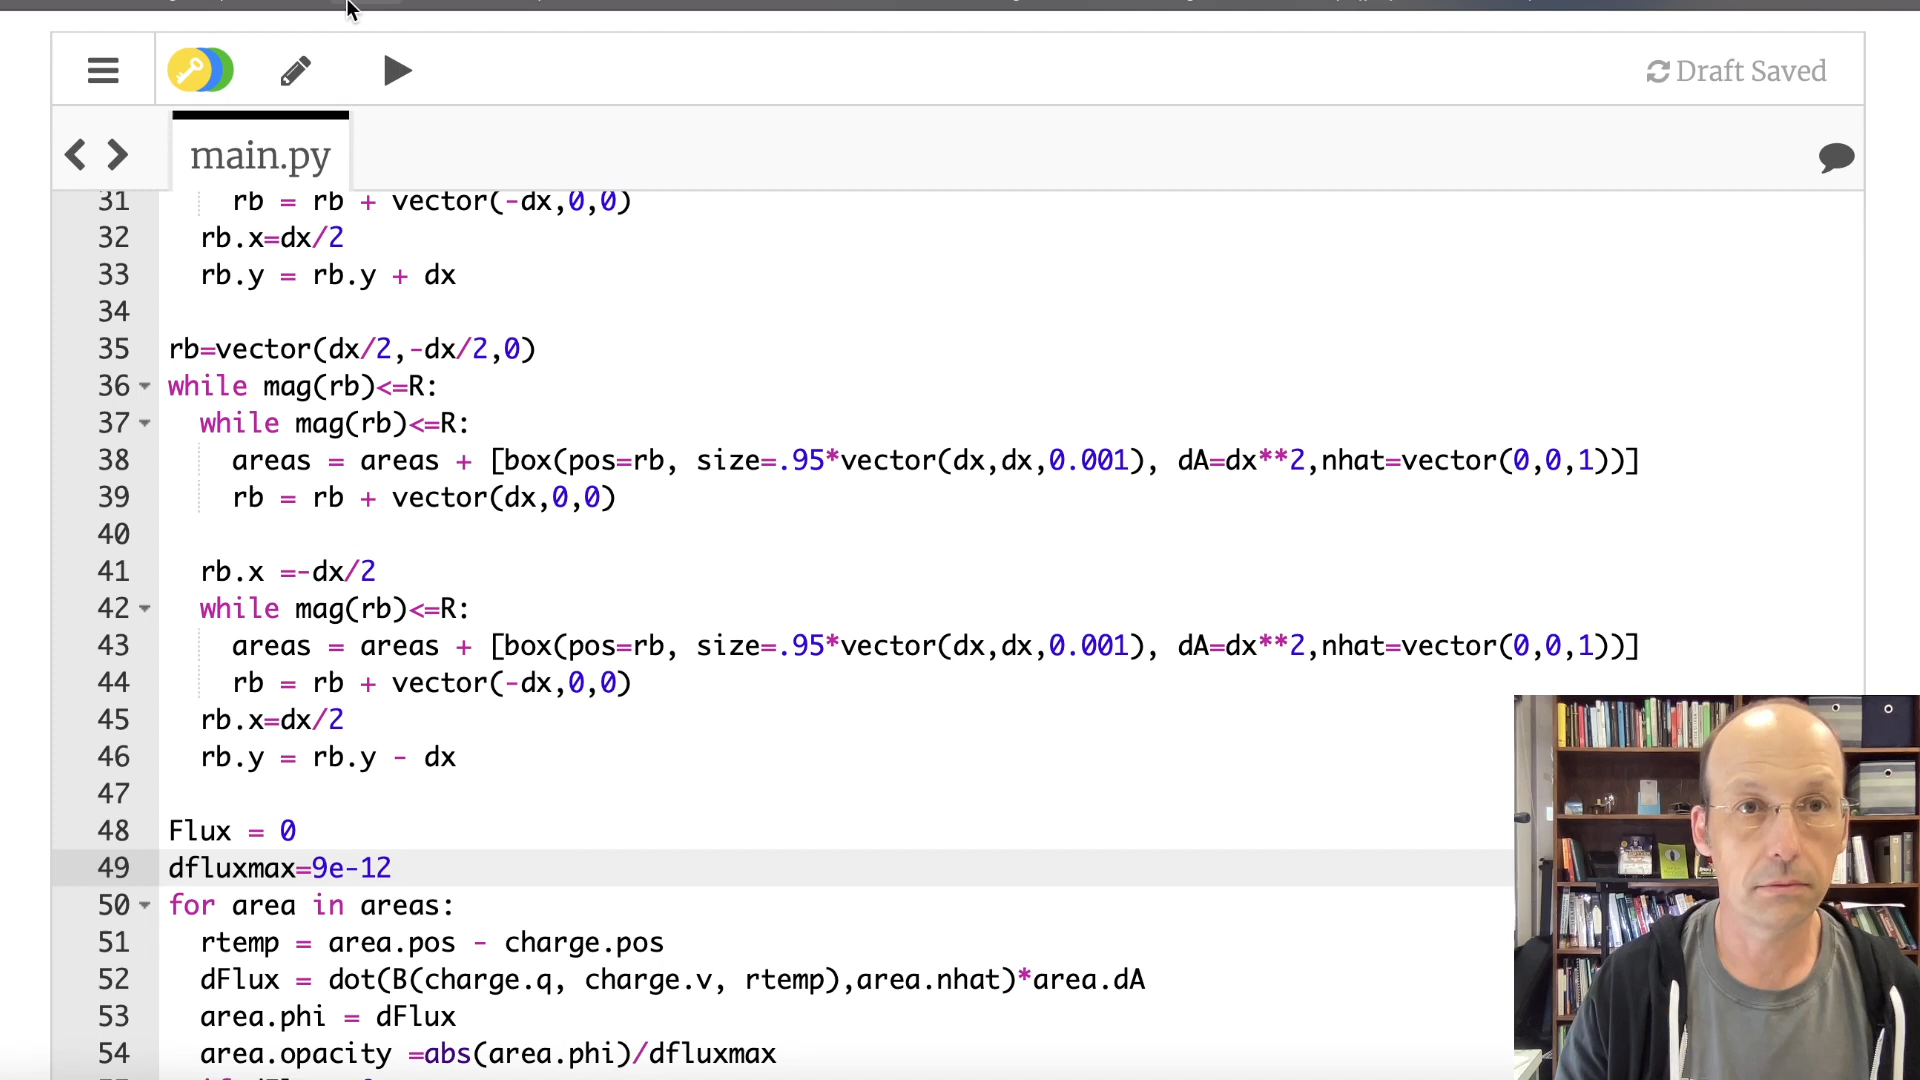 Draft Saved
main.py
31 rb = rb + vector(-dx,0,0)
32 rb.x=dx/2
33 rb.y = rb.y + dx
34
35 rb=vector(dx/2,-dx/2,0)
36 while mag(rb)<=R:
37 while mag(rb)<=R:
38 areas = areas + [box(pos=rb, size=.95*vector(dx,dx,0.001), dA=dx**2,nhat=vector(0,0,1))]
39 rb = rb + vector(dx,0,0)
40
41 rb.x =-dx/2
42 while mag(rb)<=R:
43 areas = areas + [box(pos=rb, size=.95*vector(dx,dx,0.001), dA=dx**2,nhat=vector(0,0,1))]
44 rb = rb + vector(-dx,0,0)
45 rb.x=dx/2
46 rb.y = rb.y - dx
47
48 Flux = 0
49 dfluxmax=9e-12
50 for area in areas:
51 rtemp = area.pos - charge.pos
52 dFlux = dot(B(charge.q, charge.v, rtemp),area.nhat)*area.dA
53 area.phi = dFlux
54 area.opacity =abs(area.phi)/dfluxmax